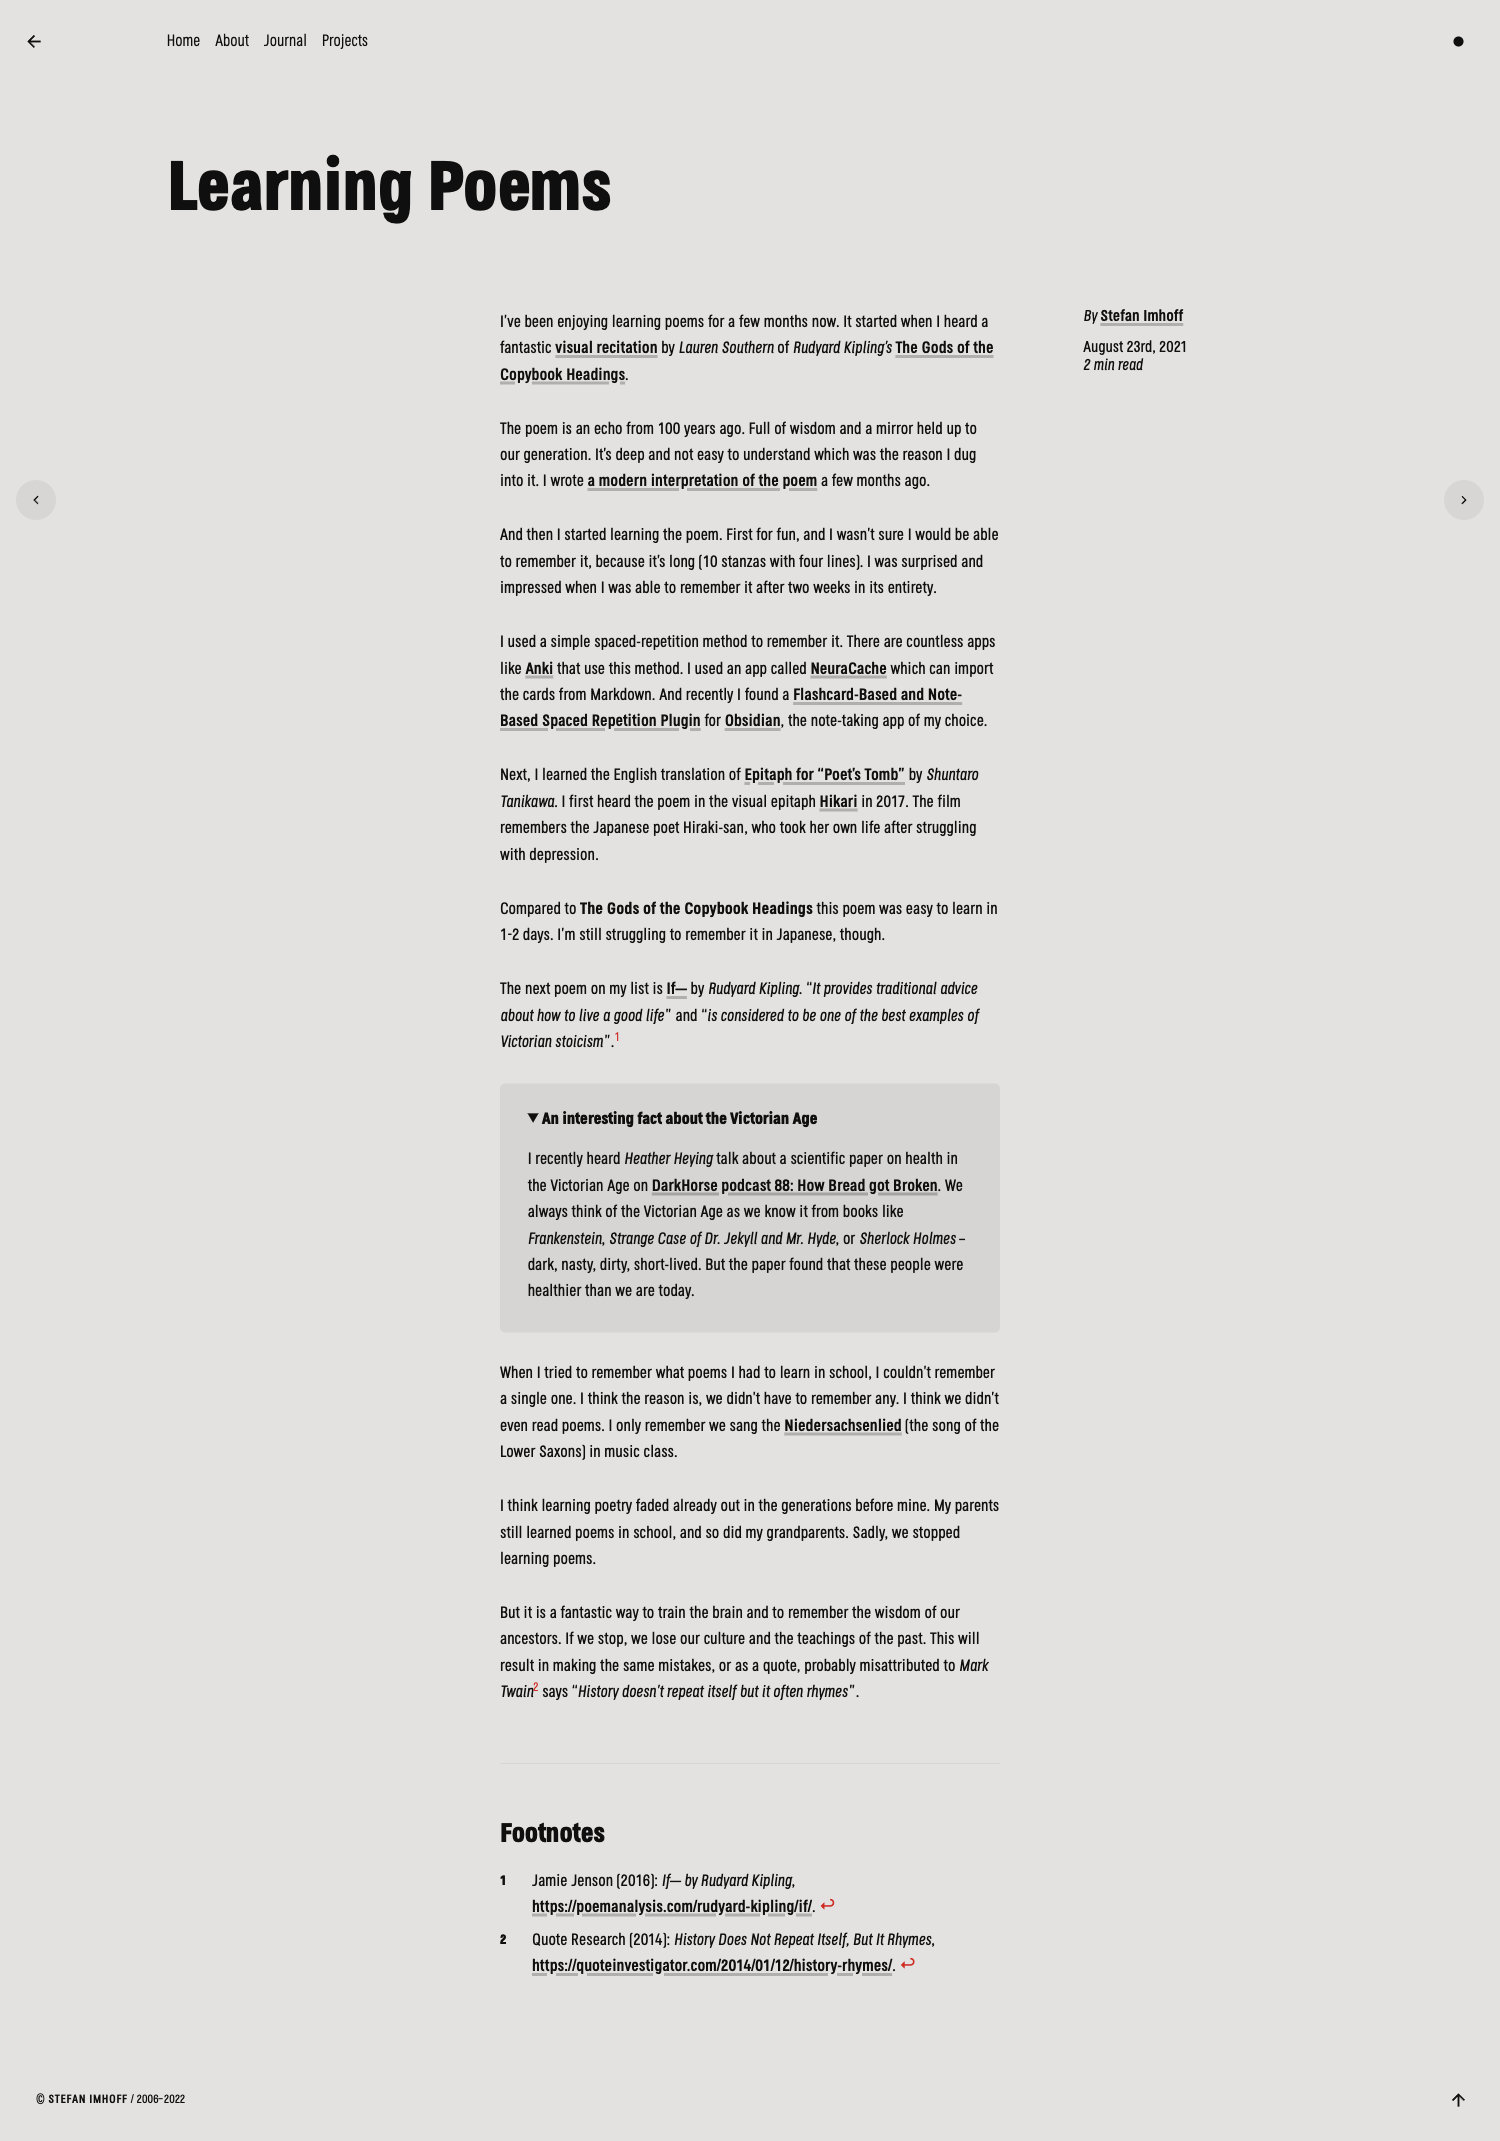 Home About Journal Projects
Learning Poems
By Stefan Imhoff
August 23rd, 2021
2 min read
I've been enjoying learning poems for a few months now. It started when I heard a
fantastic visual recitation by Lauren Southern of Rudyard Kipling's The Gods of the
Copybook Headings.
The poem is an echo from 100 years ago. Full of wisdom and a mirror held up to
our generation. It's deep and not easy to understand which was the reason I dug
into it. I wrote a modern interpretation of the poem a few months ago.
And then I started learning the poem. First for fun, and I wasn't sure I would be able
to remember it, because it's long (10 stanzas with four lines). I was surprised and
impressed when I was able to remember it after two weeks in its entirety.
I used a simple spaced-repetition method to remember it. There are countless apps
like Anki that use this method. I used an app called NeuraCache which can import
the cards from Markdown. And recently I found a Flashcard-Based and Note-
Based Spaced Repetition Plugin for Obsidian, the note-taking app of my choice.
Next, I learned the English translation of Epitaph for “Poet's Tomb” by Shuntaro
Tanikawa. I first heard the poem in the visual epitaph Hikari in 2017. The film
remembers the Japanese poet Hiraki-san, who took her own life after struggling
with depression.
Compared to The Gods of the Copybook Headings this poem was easy to learn in
1-2 days. I'm still struggling to remember it in Japanese, though.
The next poem on my list is If— by Rudyard Kipling. “It provides traditional advice
about how to live a good life” and “is considered to be one of the best examples of
Victorian stoicism”.1
▼ An interesting fact about the Victorian Age
I recently heard Heather Heying talk about a scientific paper on health in
the Victorian Age on DarkHorse podcast 88: How Bread got Broken. We
always think of the Victorian Age as we know it from books like
Frankenstein, Strange Case of Dr. Jekyll and Mr. Hyde, or Sherlock Holmes –
dark, nasty, dirty, short-lived. But the paper found that these people were
healthier than we are today.
When I tried to remember what poems I had to learn in school, I couldn't remember
a single one. I think the reason is, we didn't have to remember any. I think we didn't
even read poems. I only remember we sang the Niedersachsenlied (the song of the
Lower Saxons) in music class.
I think learning poetry faded already out in the generations before mine. My parents
still learned poems in school, and so did my grandparents. Sadly, we stopped
learning poems.
But it is a fantastic way to train the brain and to remember the wisdom of our
ancestors. If we stop, we lose our culture and the teachings of the past. This will
result in making the same mistakes, or as a quote, probably misattributed to Mark
Twain2 says “History doesn't repeat itself but it often rhymes”.
Footnotes
1 Jamie Jenson (2016): If— by Rudyard Kipling,
https://poemanalysis.com/rudyard-kipling/if/. ↩
2 Quote Research (2014): History Does Not Repeat Itself, But It Rhymes,
https://quoteinvestigator.com/2014/01/12/history-rhymes/. ↩
© STEFAN IMHOFF / 2006–2022